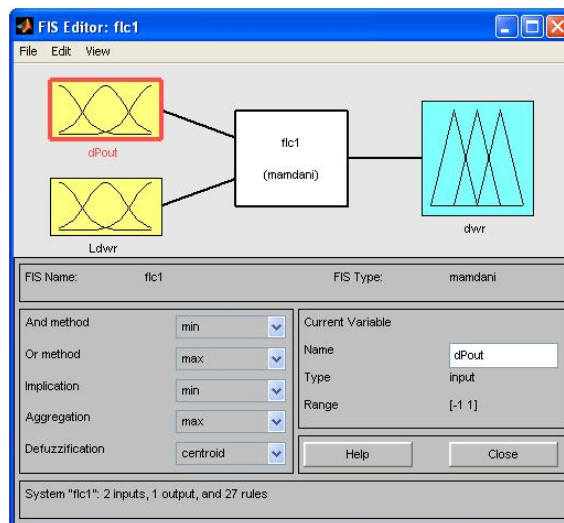 FIS Editor: flc1
File Edit View
dPout
flc1
(mamdani)
Ldwr
dwr
FIS Name: flc1 FIS Type: mamdani
And method min
Or method max
Implication min
Aggregation max
Defuzzification centroid
Current Variable
Name dPout
Type input
Range [-1 1]
Help Close
System "flc1": 2 inputs, 1 output, and 27 rules